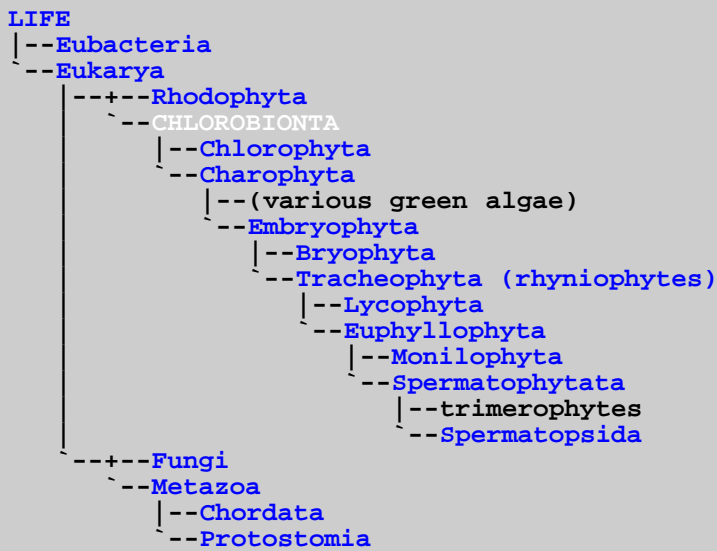 LIFE
|--Eubacteria
`--Eukarya
   |--+--Rhodophyta
   |  `--CHLOROBIONTA
   |     |--Chlorophyta
   |     `--Charophyta
   |        |--(various green algae)
   |        `--Embryophyta
   |           |--Bryophyta
   |           `--Tracheophyta (rhyniophytes)
   |              |--Lycophyta
   |              `--Euphyllophyta
   |                 |--Monilophyta
   |                 `--Spermatophytata
   |                    |--trimerophytes
   |                    `--Spermatopsida
   `--+--Fungi
      `--Metazoa
         |--Chordata
         `--Protostomia